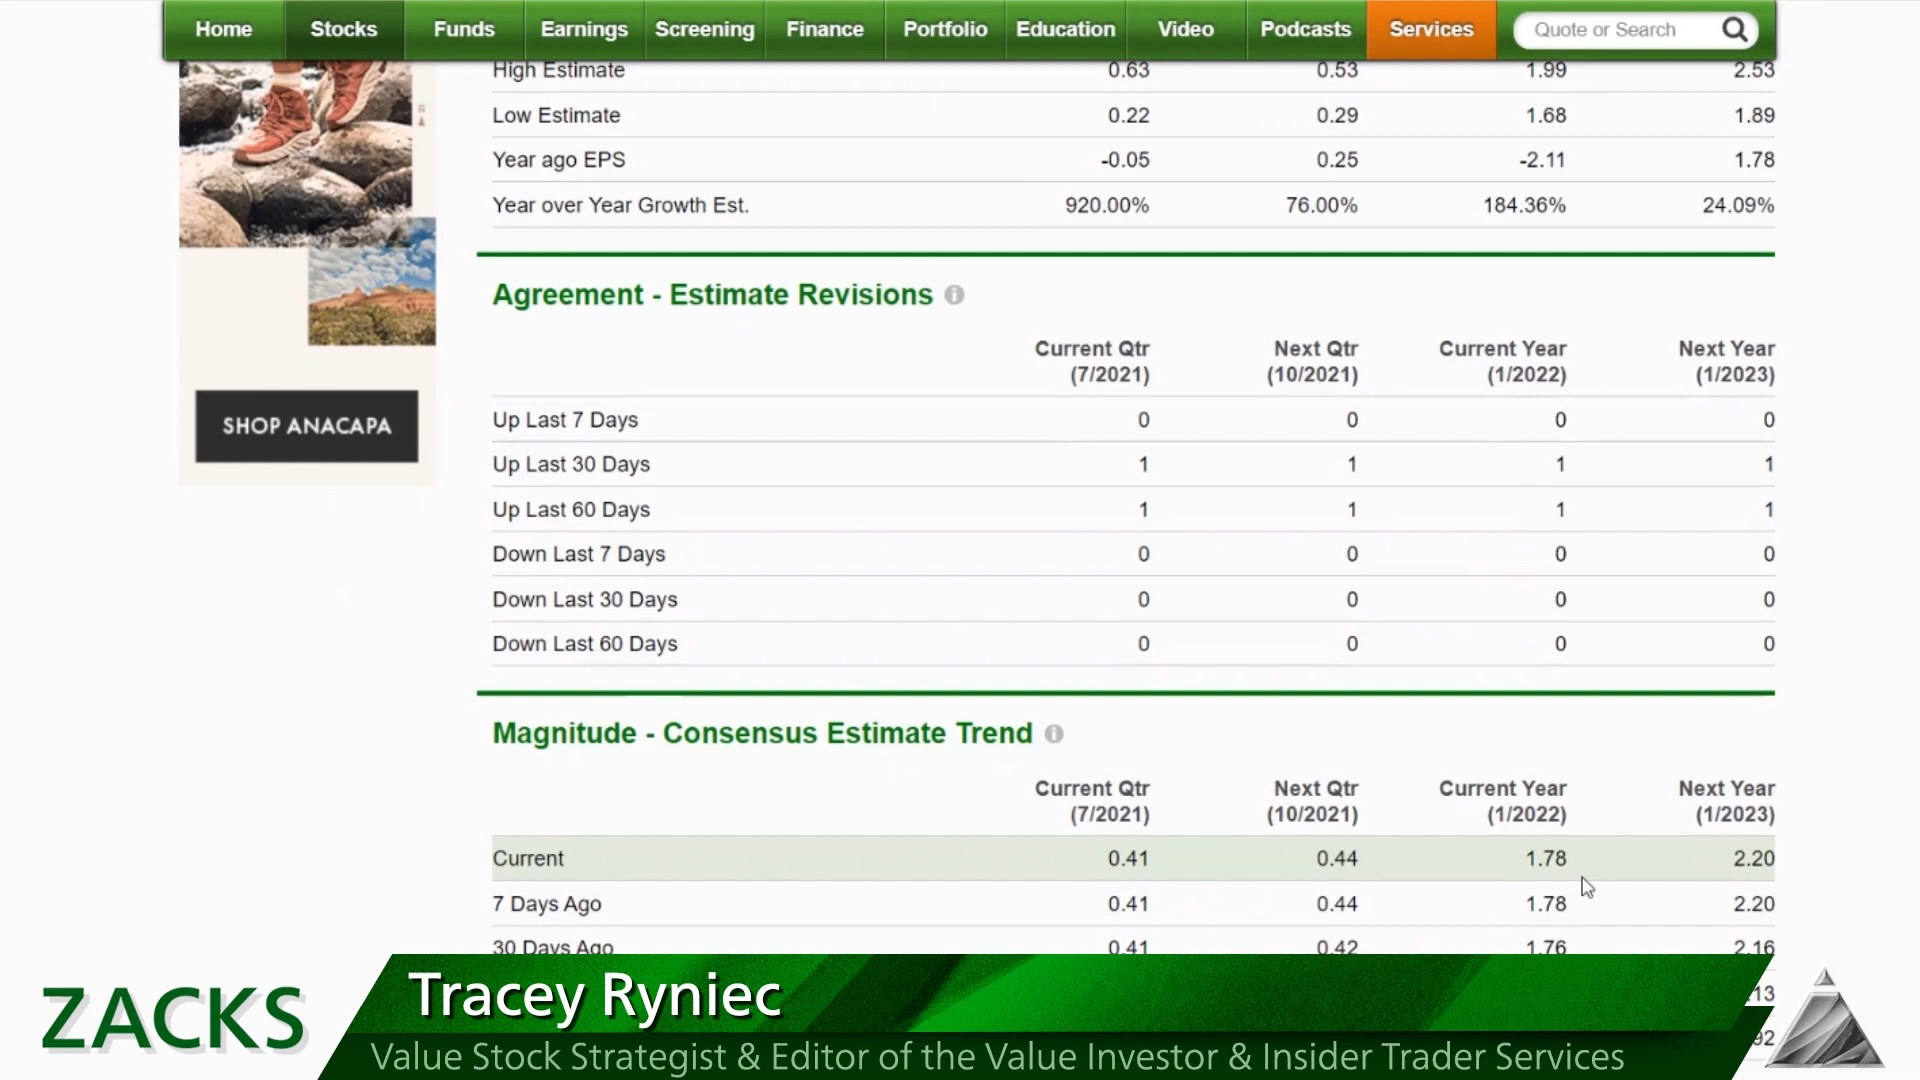 Home Stocks Funds Earnings Screening Finance Portfolio Education Video Podcasts Services Quote or Search
High Estimate 0.63 0.53 1.99 2.53
Low Estimate 0.22 0.29 1.68 1.89
Year ago EPS -0.05 0.25 -2.11 1.78
Year over Year Growth Est. 920.00% 76.00% 184.36% 24.09%
Agreement - Estimate Revisions
Current Qtr Next Qtr Current Year Next Year
(7/2021) (10/2021) (1/2022) (1/2023)
SHOP ANACAPA
Up Last 7 Days 0 0 0 0
Up Last 30 Days 1 1 1 1
Up Last 60 Days 1 1 1 1
Down Last 7 Days 0 0 0 0
Down Last 30 Days 0 0 0 0
Down Last 60 Days 0 0 0 0
Magnitude - Consensus Estimate Trend
Current Qtr Next Qtr Current Year Next Year
(7/2021) (10/2021) (1/2022) (1/2023)
Current 0.41 0.44 1.78 2.20
7 Days Ago 0.41 0.44 1.78 2.20
30 Days Ago 0.41 0.42 1.76 2.16
ZACKS
Tracey Ryniec
Value Stock Strategist & Editor of the Value Investor & Insider Trader Services